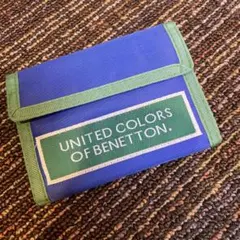 UNITED COLORS
OF BENETTON.